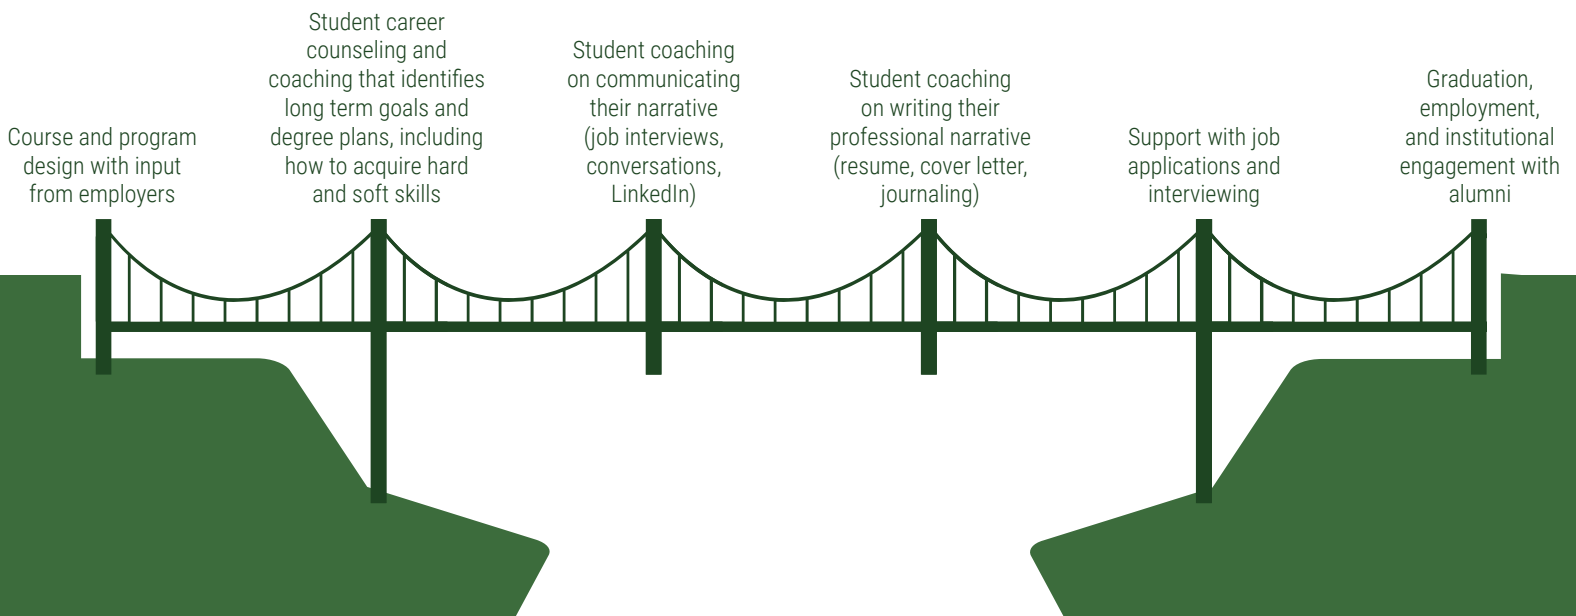 Course and program
design with input
from employers
Student career
counseling and
coaching that identifies
long term goals and
degree plans, including
how to acquire hard
and soft skills
Student coaching
on communicating
their narrative
(job interviews,
conversations,
LinkedIn)
Student coaching
on writing their
professional narrative
(resume, cover letter,
journaling)
Support with job
applications and
interviewing
Graduation,
employment,
and institutional
engagement with
alumni